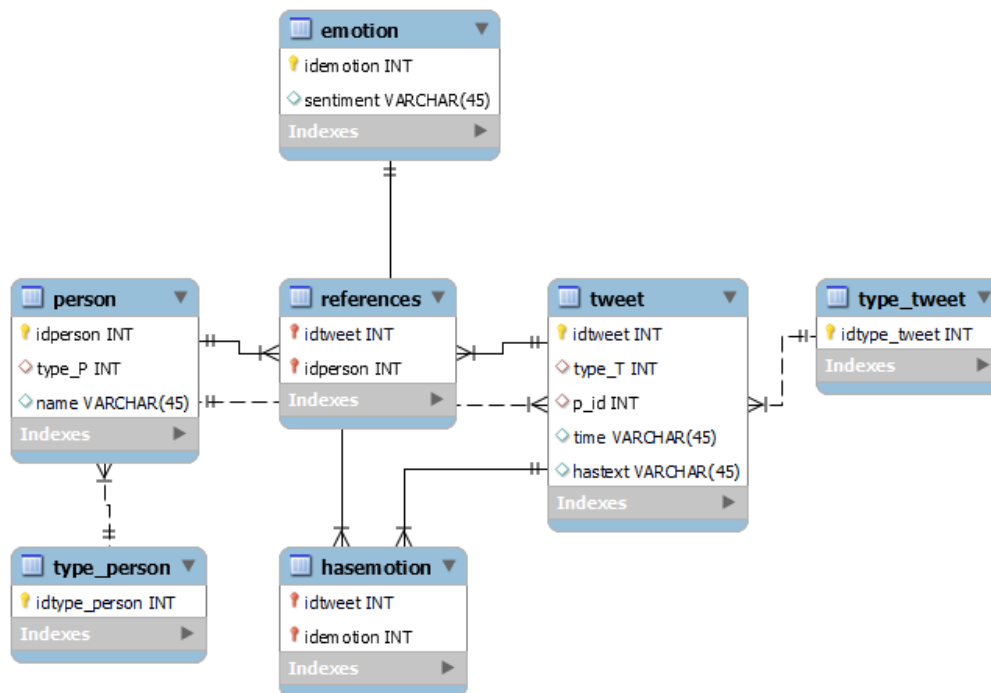 emotion
idemotion INT
sentiment VARCHAR(45)
Indexes
person
idperson INT
type_P INT
name VARCHAR(45)
Indexes
references
idtweet INT
idperson INT
Indexes
tweet
idtweet INT
type_T INT
p_id INT
time VARCHAR(45)
hastext VARCHAR(45)
Indexes
type_tweet
idtype_tweet INT
Indexes
type_person
idtype_person INT
Indexes
hasemotion
idtweet INT
idemotion INT
Indexes